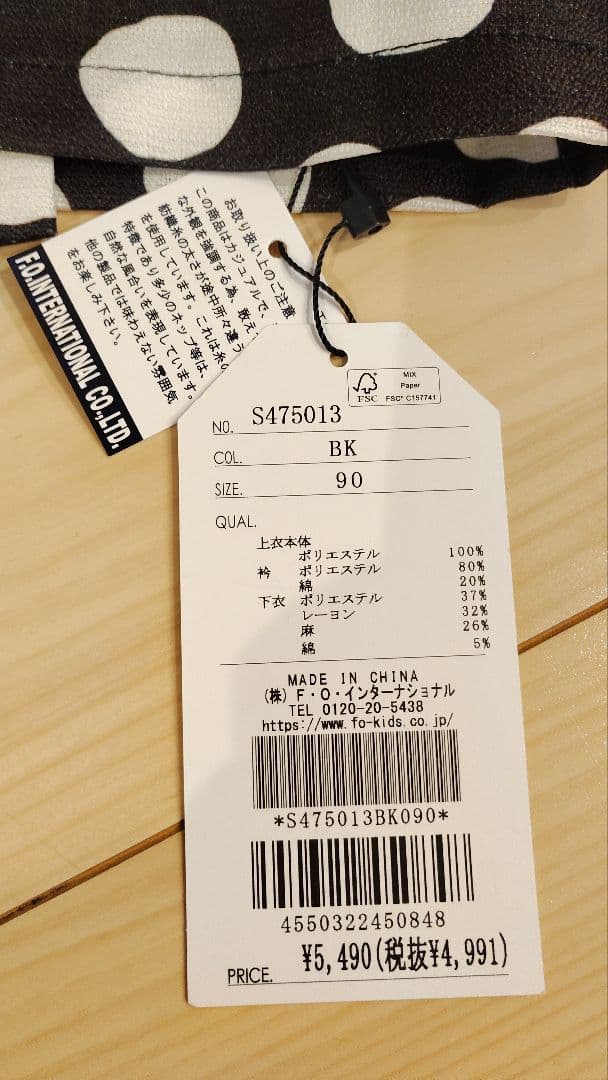 お取り扱い上のご注意
この商品はカジュアルで、
な外観を強調する為、敢え
紡織糸の太さが途中所々違う
を使用しています。これは糸の
特徴であり多少のネップ等は、
自然な風合いを表現しています。
他の製品では味わえない雰囲気
をお楽しみ下さい。
F.O.INTERNATIONAL CO.,LTD.
FSC
MIX
Paper
FSC® C157741
NO. S475013
COL. BK
SIZE. 90
QUAL.
上衣本体
ポリエステル 100%
衿 ポリエステル 80%
綿 20%
下衣 ポリエステル 37%
レーヨン 32%
麻 26%
綿 5%
MADE IN CHINA
(株) F・O・インターナショナル
TEL 0120-20-5438
https://www.fo-kids.co.jp/
*S475013BK090*
4550322450848
PRICE. ¥5,490(税抜¥4,991)